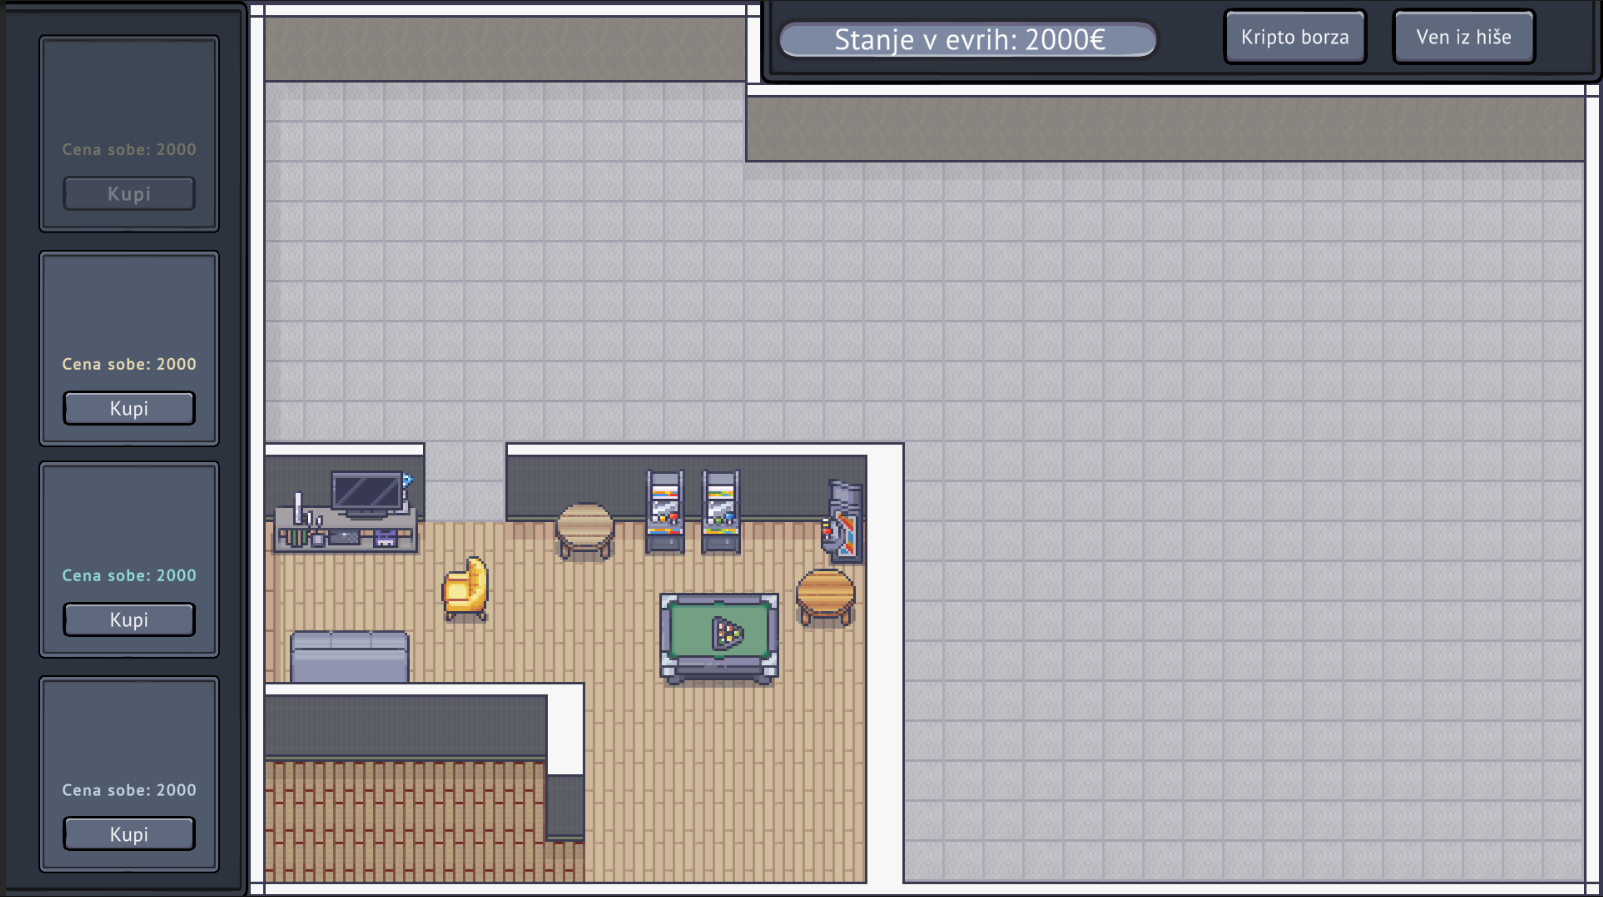 Stanje v evrih: 2000€
Kripto borza
Ven iz hiše
Cena sobe: 2000
Kupi
Cena sobe: 2000
Kupi
Cena sobe: 2000
Kupi
Cena sobe: 2000
Kupi